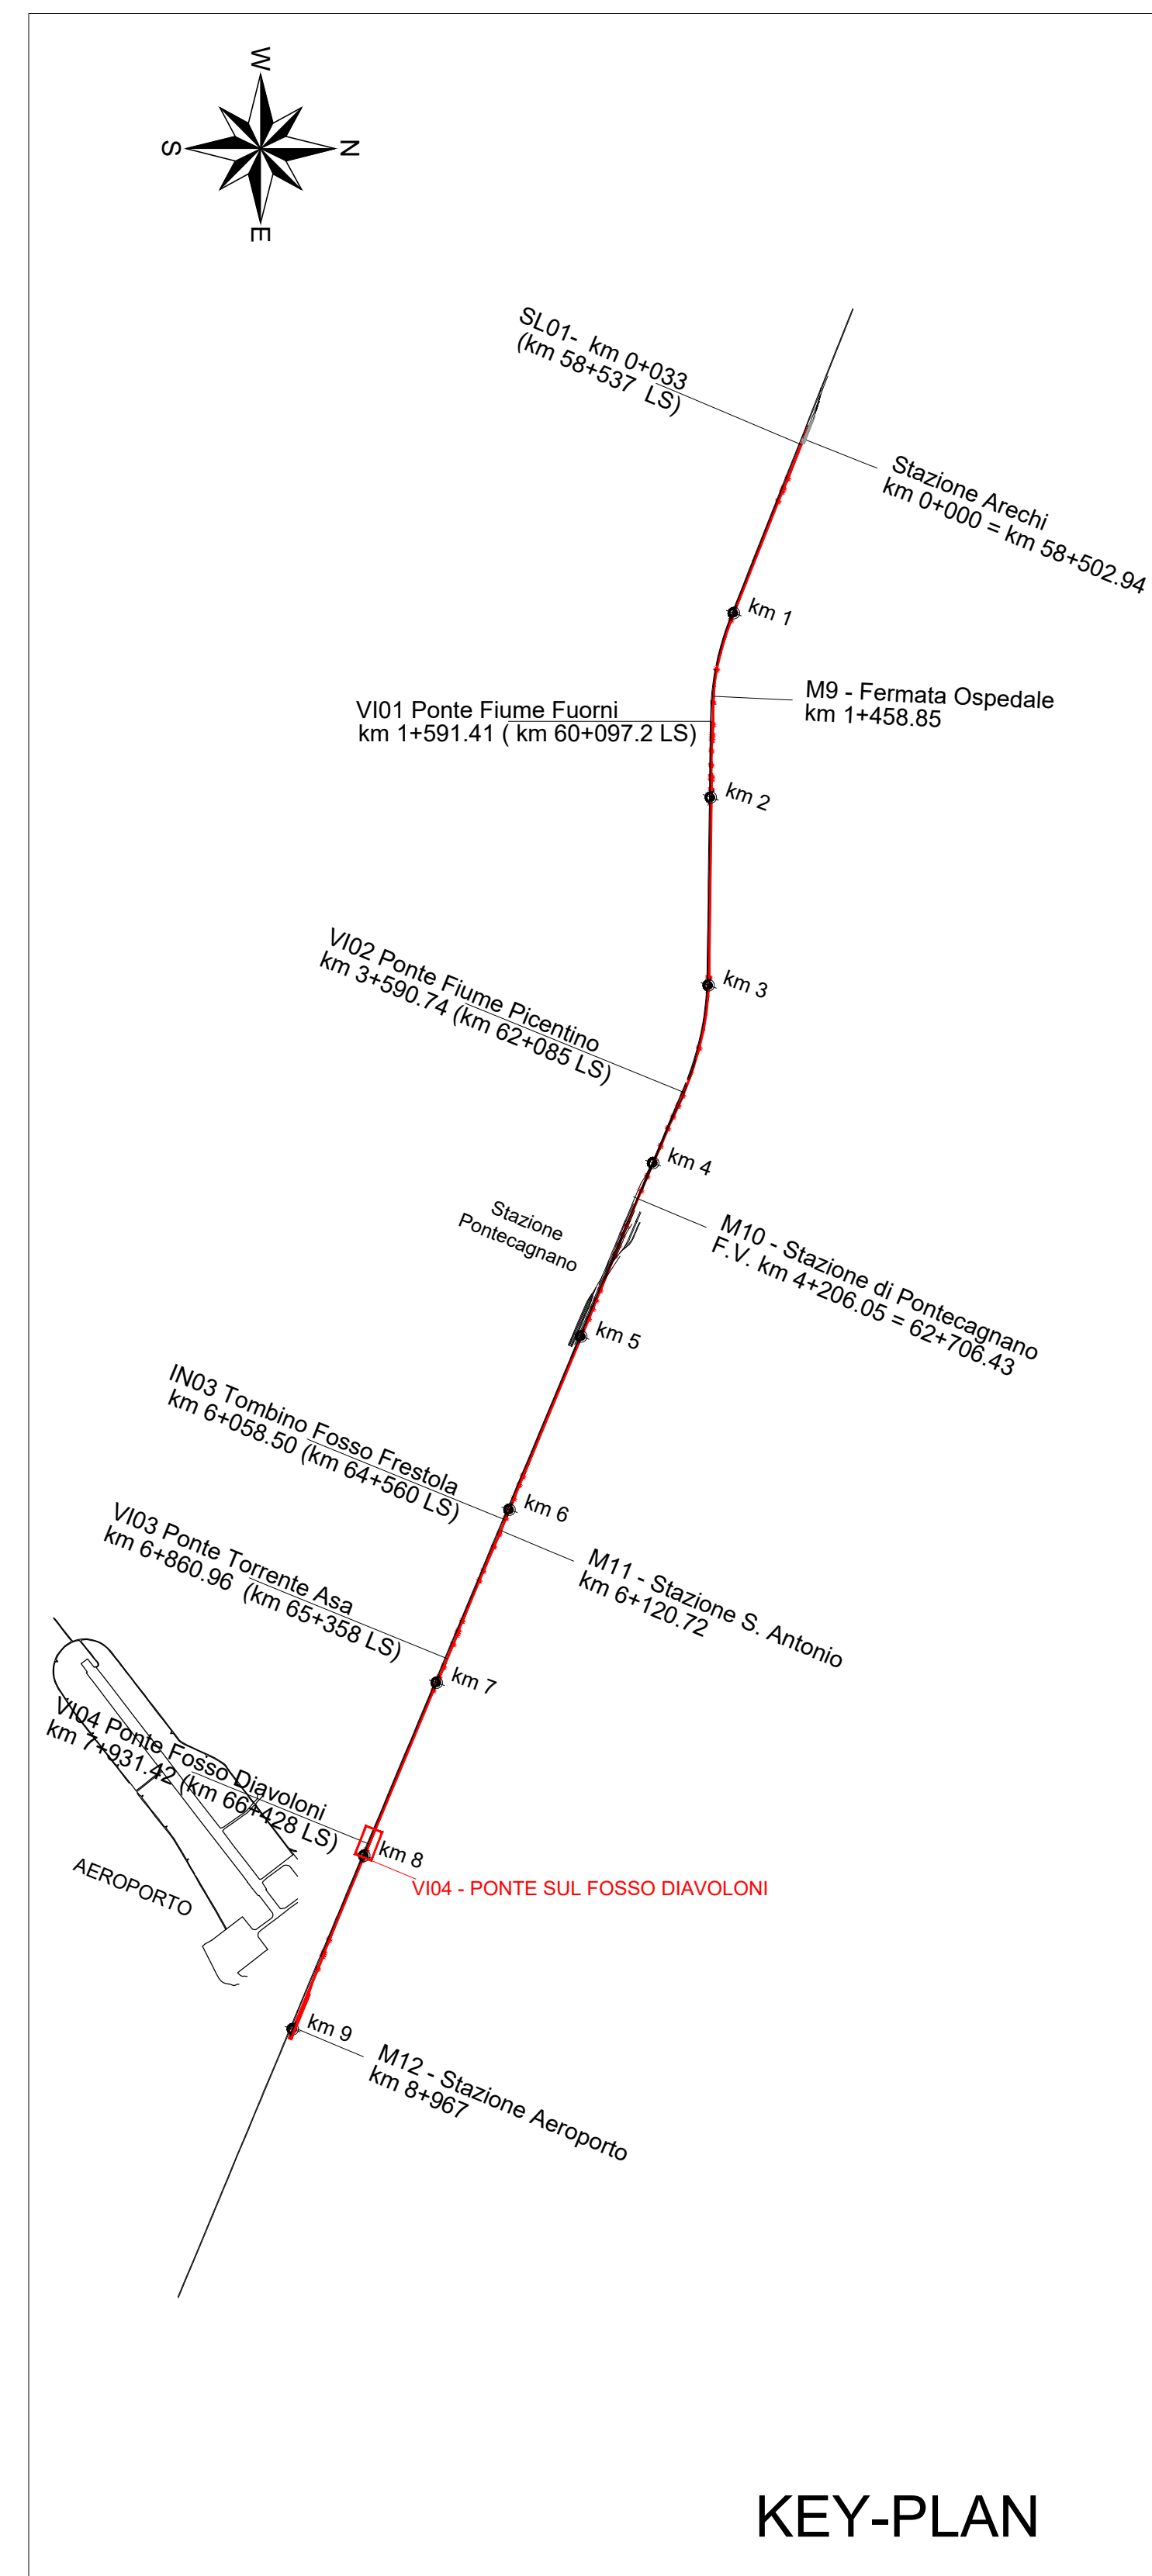 W
S
N
E
SL01- km 0+033
(km 58+537 LS)
Stazione Arechi
km 0+000 = km 58+502.94
km 1
M9 - Fermata Ospedale
km 1+458.85
VI01 Ponte Fiume Fuorni
km 1+591.41 ( km 60+097.2 LS)
km 2
VI02 Ponte Fiume Picentino
km 3+590.74 (km 62+085 LS)
km 3
km 4
Stazione
Pontecagnano
M10 - Stazione di Pontecagnano
F.V. km 4+206.05 = 62+706.43
km 5
IN03 Tombino Fosso Frestola
km 6+058.50 (km 64+560 LS)
km 6
M11 - Stazione S. Antonio
km 6+120.72
VI03 Ponte Torrente Asa
km 6+860.96 (km 65+358 LS)
km 7
VI04 Ponte Fosso Diavoloni
km 7+931.42 (km 66+428 LS)
km 8
VI04 - PONTE SUL FOSSO DIAVOLONI
AEROPORTO
km 9
M12 - Stazione Aeroporto
km 8+967
KEY-PLAN